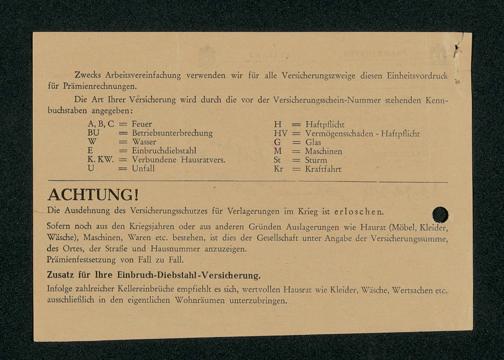 Zwecks Arbeitsvereinfachung verwenden wir für alle Versicherungszweige diesen Einheitsvordruck
für Prämienrechnungen.
Die Art Ihrer Versicherung wird durch die vor der Versicherungsschein-Nummer stehenden Kenn-
buchstaben angegeben:
A, B, C = Feuer
BU = Betriebsunterbrechung
W = Wasser
E = Einbruchdiebstahl
K. KW. = Verbundene Hausratvers.
U = Unfall
H = Haftpflicht
HV = Vermögensschaden-Haftpflicht
G = Glas
M = Maschinen
St = Sturm
Kr = Kraftfahrt
ACHTUNG!
Die Ausdehnung des Versicherungsschutzes für Verlagerungen im Krieg ist erloschen.
Sofern noch aus den Kriegsjahren oder aus anderen Gründen Auslagerungen wie Haurat (Möbel, Kleider,
Wäsche), Maschinen, Waren etc. bestehen, ist dies der Gesellschaft unter Angabe der Versicherungssumme,
des Ortes, der Straße und Hausnummer anzuzeigen.
Prämienfestsetzung von Fall zu Fall.
Zusatz für Ihre Einbruch-Diebstahl-Versicherung.
Infolge zahlreicher Kellereinbrüche empfiehlt es sich, wertvollen Hausrat wie Kleider, Wäsche, Wertsachen etc.
ausschließlich in den eigentlichen Wohnräumen unterzubringen.